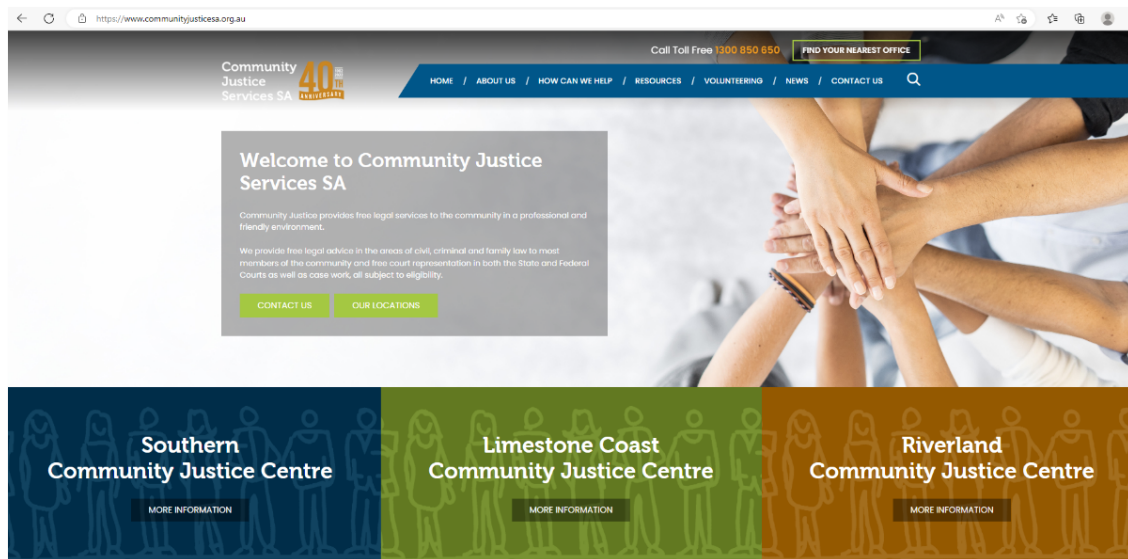 https://www.communityjusticesa.org.au
Call Toll Free 1300 850 650
FIND YOUR NEAREST OFFICE
Community
Justice
Services SA
40
TH
ANNIVERSARY
HOME / ABOUT US / HOW CAN WE HELP / RESOURCES / VOLUNTEERING / NEWS / CONTACT US
Welcome to Community Justice
Services SA
Community Justice provides free legal services to the community in a professional and
friendly environment.
We provide free legal advice in the areas of civil, criminal and family law to most
members of the community and free court representation in both the State and Federal
Courts as well as case work, all subject to eligibility.
CONTACT US
OUR LOCATIONS
Southern
Community Justice Centre
MORE INFORMATION
Limestone Coast
Community Justice Centre
MORE INFORMATION
Riverland
Community Justice Centre
MORE INFORMATION